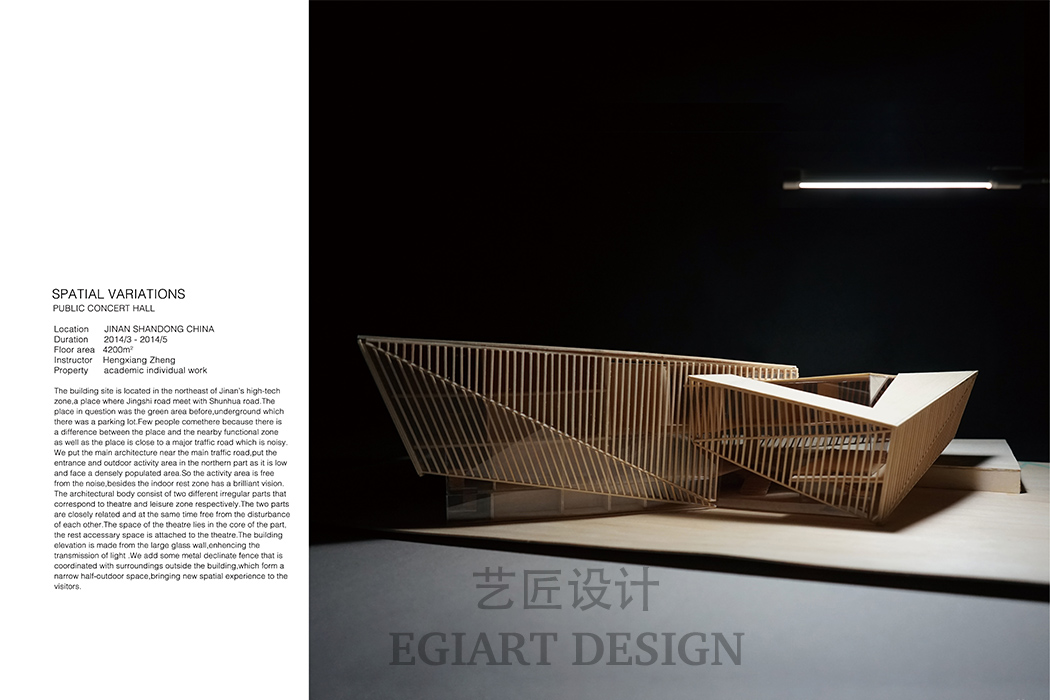 SPATIAL VARIATIONS
PUBLIC CONCERT HALL
Location JINAN SHANDONG CHINA
Duration 2014/3 - 2014/5
Floor area 4200m²
Instructor Hengxiang Zheng
Property academic individual work
The building site is located in the northeast of Jinan's high-tech
zone,a place where Jingshi road meet with Shunhua road.The
place in question was the green area before,underground which
there was a parking lot.Few people comethere because there is
a difference between the place and the nearby functional zone
as well as the place is close to a major traffic road which is noisy.
We put the main architecture near the main traffic road,put the
entrance and outdoor activity area in the northern part as it is low
and face a densely populated area.So the activity area is free
from the noise,besides the indoor rest zone has a brilliant vision.
The architectural body consist of two different irregular parts that
correspond to theatre and leisure zone respectively.The two parts
are closely related and at the same time free from the disturbance
of each other.The space of the theatre lies in the core of the part,
the rest accessary space is attached to the theatre.The building
elevation is made from the large glass wall,enhencing the
transmission of light .We add some metal declinate fence that is
coordinated with surroundings outside the building,which form a
narrow half-outdoor space,bringing new spatial experience to the
visitors.
艺匠设计
EGIART DESIGN